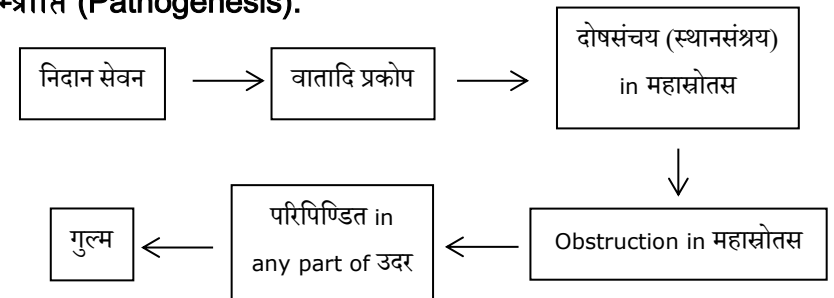 (Pathogenesis).
निदान सेवन
वातादि प्रकोप
दोषसंचय (स्थानसंश्रय)
in महास्रोतस
Obstruction in महास्रोतस
परिपिण्डित in
any part of उदर
गुल्म